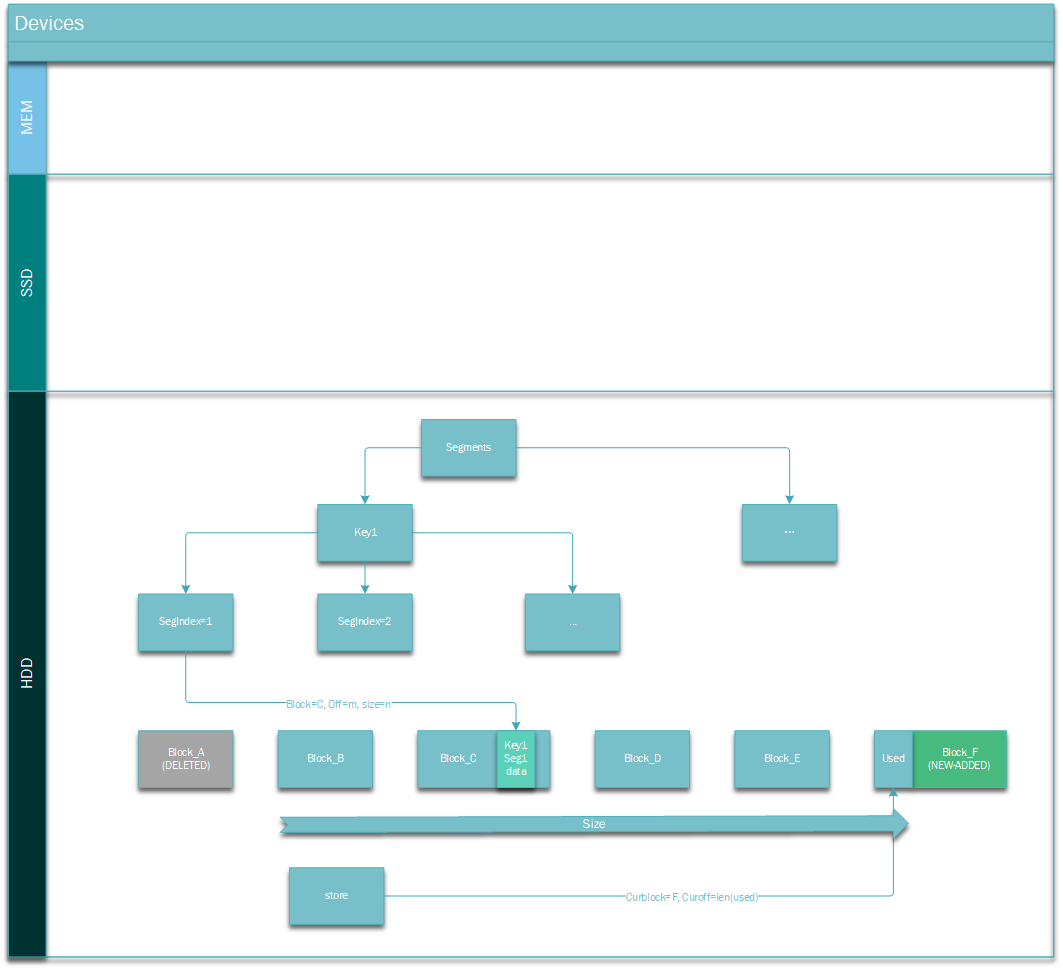 Devices
MEM
SSD
HDD
Segments
Key1
...
SegIndex=1
SegIndex=2
...
Block=C, Off=m, size=n
Block_A
(DELETED)
Block_B
Block_C
Key1
Seg1
data
Block_D
Block_E
Used
Block_F
(NEW-ADDED)
Size
store
Curblock=F, Curoff=len(used)